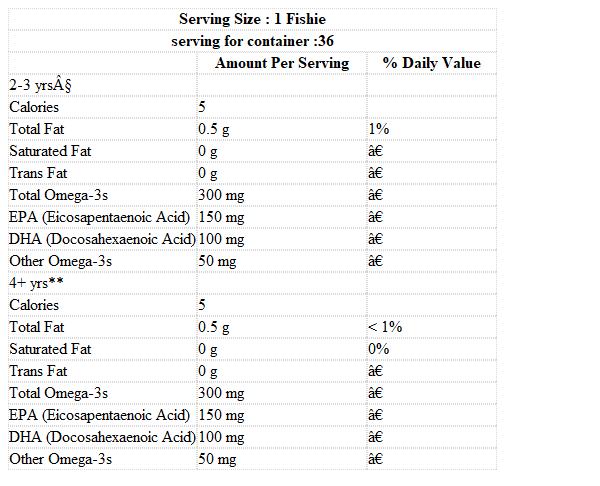 Serving Size : 1 Fishie
serving for container :36
Amount Per Serving % Daily Value
2-3 yrsÂ§
Calories 5
Total Fat 0.5 g 1%
Saturated Fat 0 g â€
Trans Fat 0 g â€
Total Omega-3s 300 mg â€
EPA (Eicosapentaenoic Acid) 150 mg â€
DHA (Docosahexaenoic Acid) 100 mg â€
Other Omega-3s 50 mg â€
4+ yrs**
Calories 5
Total Fat 0.5 g < 1%
Saturated Fat 0 g 0%
Trans Fat 0 g â€
Total Omega-3s 300 mg â€
EPA (Eicosapentaenoic Acid) 150 mg â€
DHA (Docosahexaenoic Acid) 100 mg â€
Other Omega-3s 50 mg â€